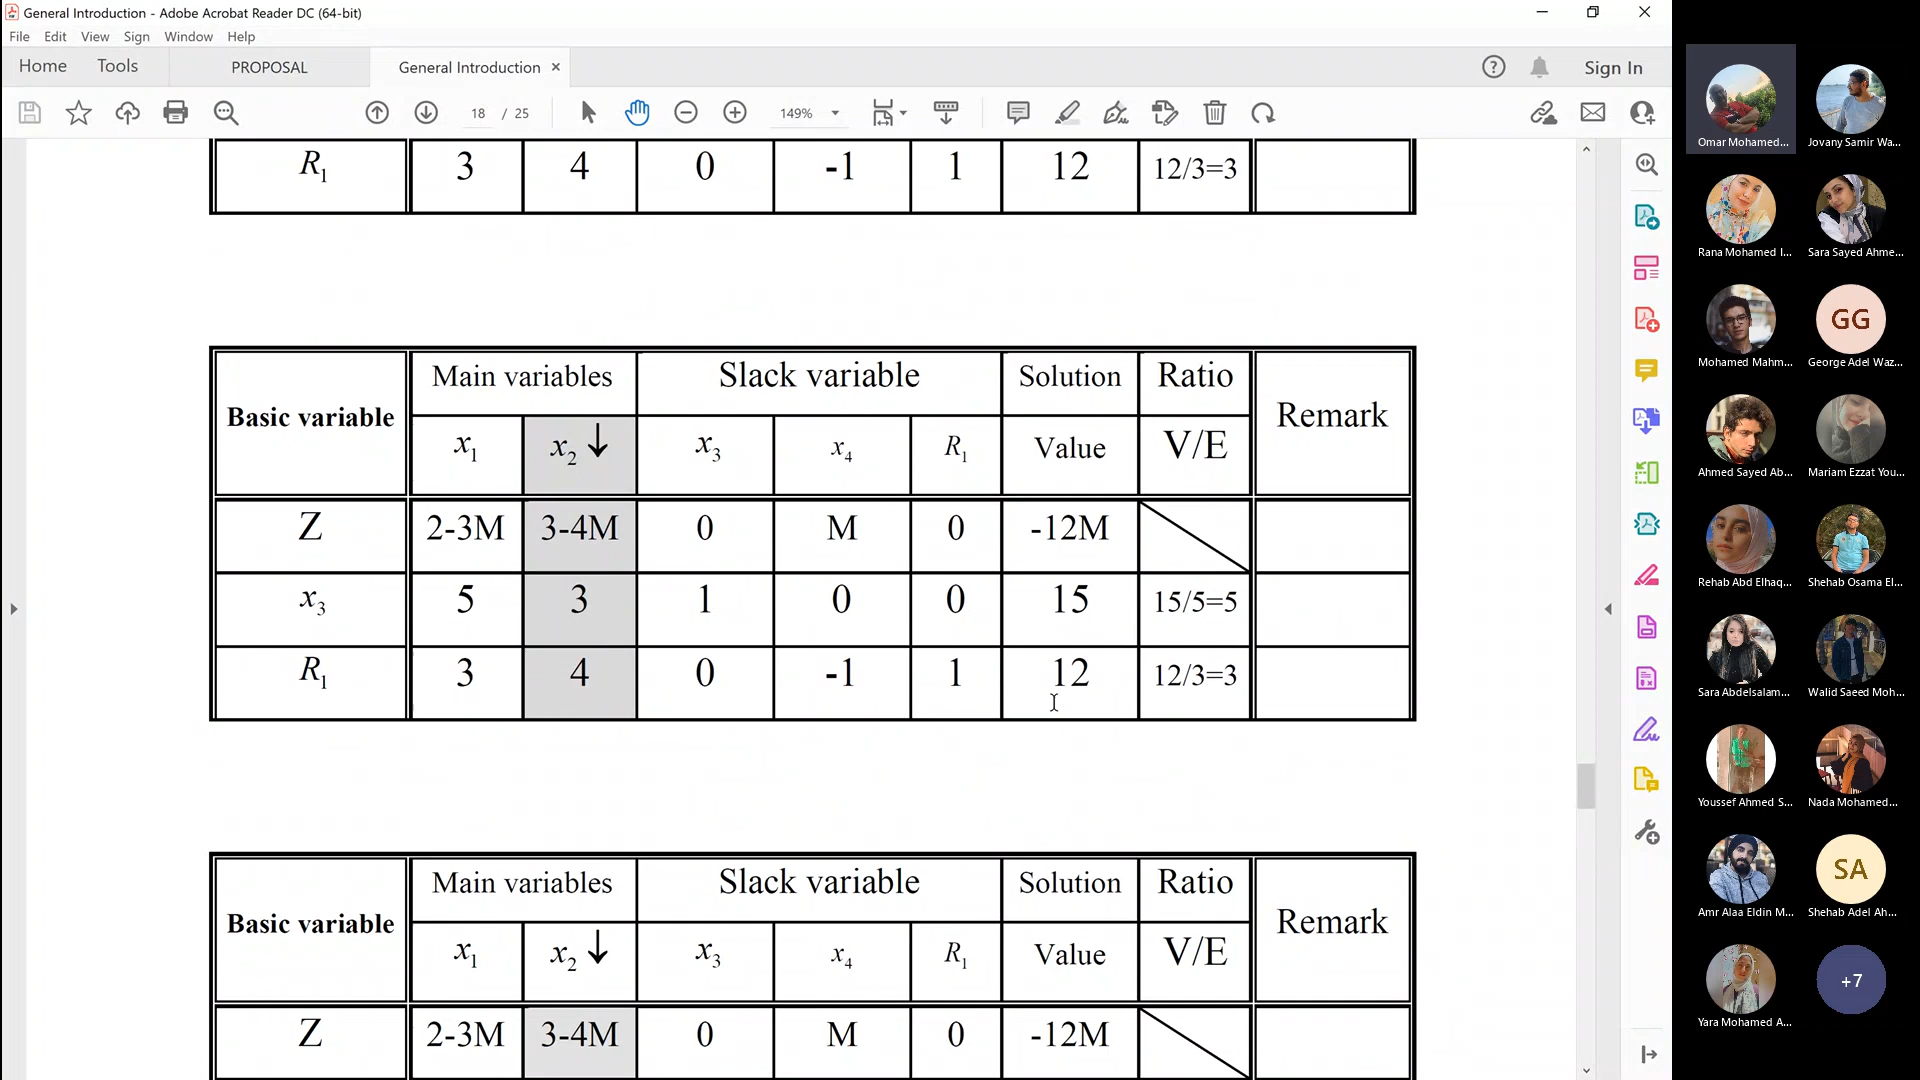 General Introduction - Adobe Acrobat Reader DC (64-bit)
File Edit View Sign Window Help
Home Tools PROPOSAL General Introduction × Sign In
18 / 25 149%
R1 3 4 0 -1 1 12 12/3=3
Basic variable Main variables Slack variable Solution Ratio Remark
x1 x2 ↓ x3 x4 R1 Value V/E
Z 2-3M 3-4M 0 M 0 -12M
x3 5 3 1 0 0 15 15/5=5
R1 3 4 0 -1 1 12 12/3=3
Basic variable Main variables Slack variable Solution Ratio Remark
x1 x2 ↓ x3 x4 R1 Value V/E
Z 2-3M 3-4M 0 M 0 -12M
Omar Mohamed... Jovany Samir Wa...
Rana Mohamed I... Sara Sayed Ahme...
GG
Mohamed Mahm... George Adel Waz...
Ahmed Sayed Ab... Mariam Ezzat You...
Rehab Abd Elhaq... Shehab Osama El...
Sara Abdelsalam... Walid Saeed Moh...
Youssef Ahmed S... Nada Mohamed...
SA
Amr Alaa Eldin M... Shehab Adel Ah...
+7
Yara Mohamed A...